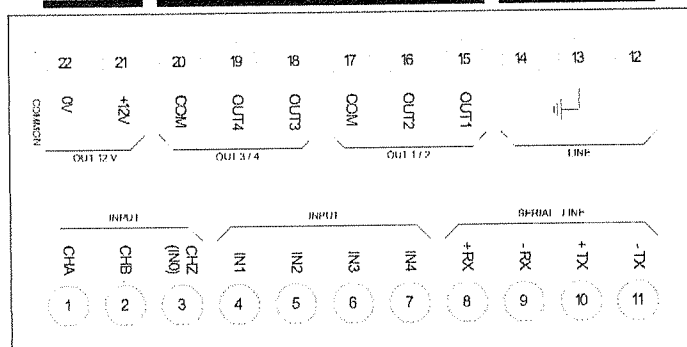 22 21 20 19 18 17 16 15 14 13 12
COMMON 0V +12V COM OUT4 OUT3 COM OUT2 OUT1
OUT 12 V OUT 3 / 4 OUT 1 / 2 LINE
INPUT INPUT SERIAL LINE
CHA CHB CHZ (IN0) IN1 IN2 IN3 IN4 + RX - RX + TX - TX
1 2 3 4 5 6 7 8 9 10 11